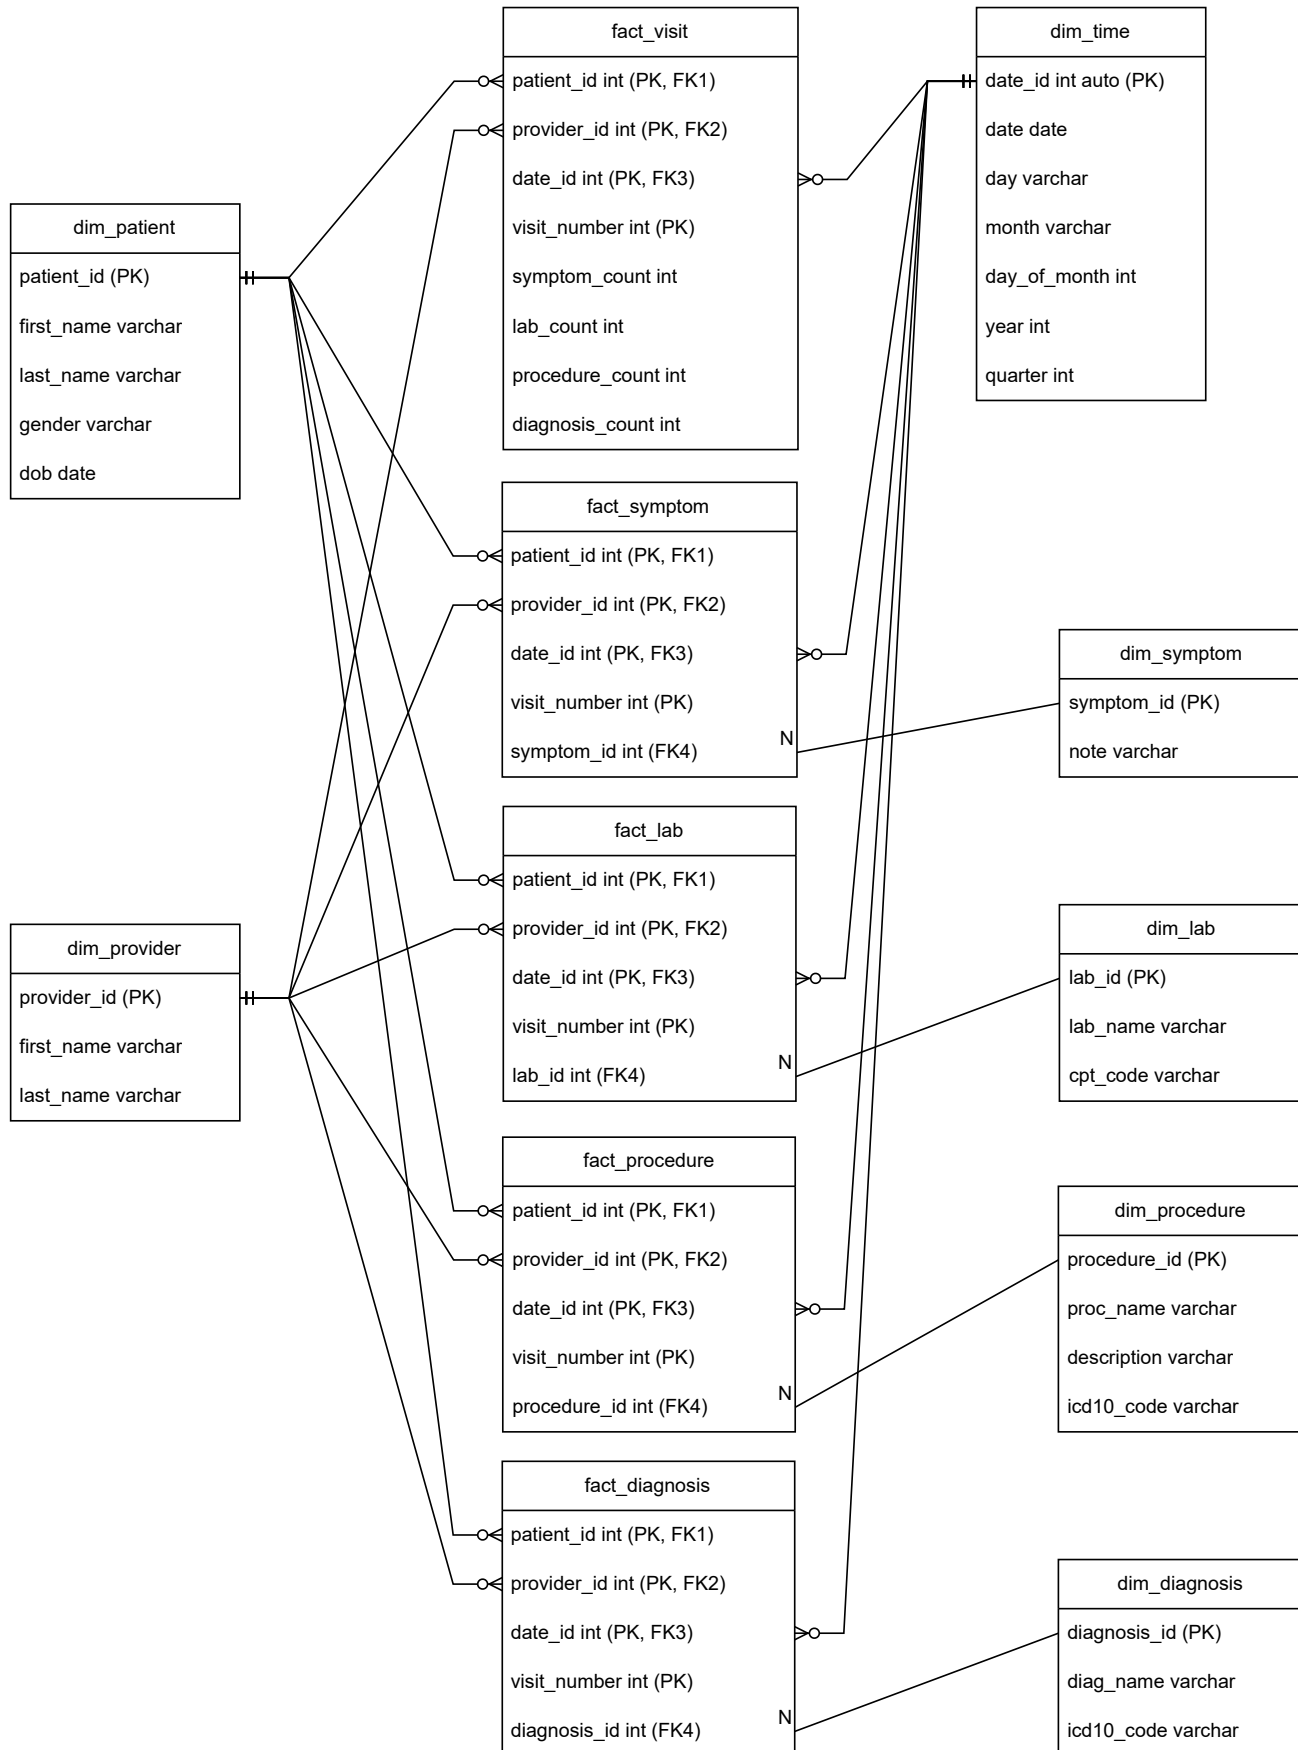 fact_visit
patient_id int (PK, FK1)
provider_id int (PK, FK2)
date_id int (PK, FK3)
visit_number int (PK)
symptom_count int
lab_count int
procedure_count int
diagnosis_count int
dim_time
date_id int auto (PK)
date date
day varchar
month varchar
day_of_month int
year int
quarter int
dim_patient
patient_id (PK)
first_name varchar
last_name varchar
gender varchar
dob date
fact_symptom
patient_id int (PK, FK1)
provider_id int (PK, FK2)
date_id int (PK, FK3)
visit_number int (PK)
symptom_id int (FK4)
N
dim_symptom
symptom_id (PK)
note varchar
fact_lab
patient_id int (PK, FK1)
provider_id int (PK, FK2)
date_id int (PK, FK3)
visit_number int (PK)
lab_id int (FK4)
N
dim_lab
lab_id (PK)
lab_name varchar
cpt_code varchar
dim_provider
provider_id (PK)
first_name varchar
last_name varchar
fact_procedure
patient_id int (PK, FK1)
provider_id int (PK, FK2)
date_id int (PK, FK3)
visit_number int (PK)
procedure_id int (FK4)
N
dim_procedure
procedure_id (PK)
proc_name varchar
description varchar
icd10_code varchar
fact_diagnosis
patient_id int (PK, FK1)
provider_id int (PK, FK2)
date_id int (PK, FK3)
visit_number int (PK)
diagnosis_id int (FK4)
N
dim_diagnosis
diagnosis_id (PK)
diag_name varchar
icd10_code varchar